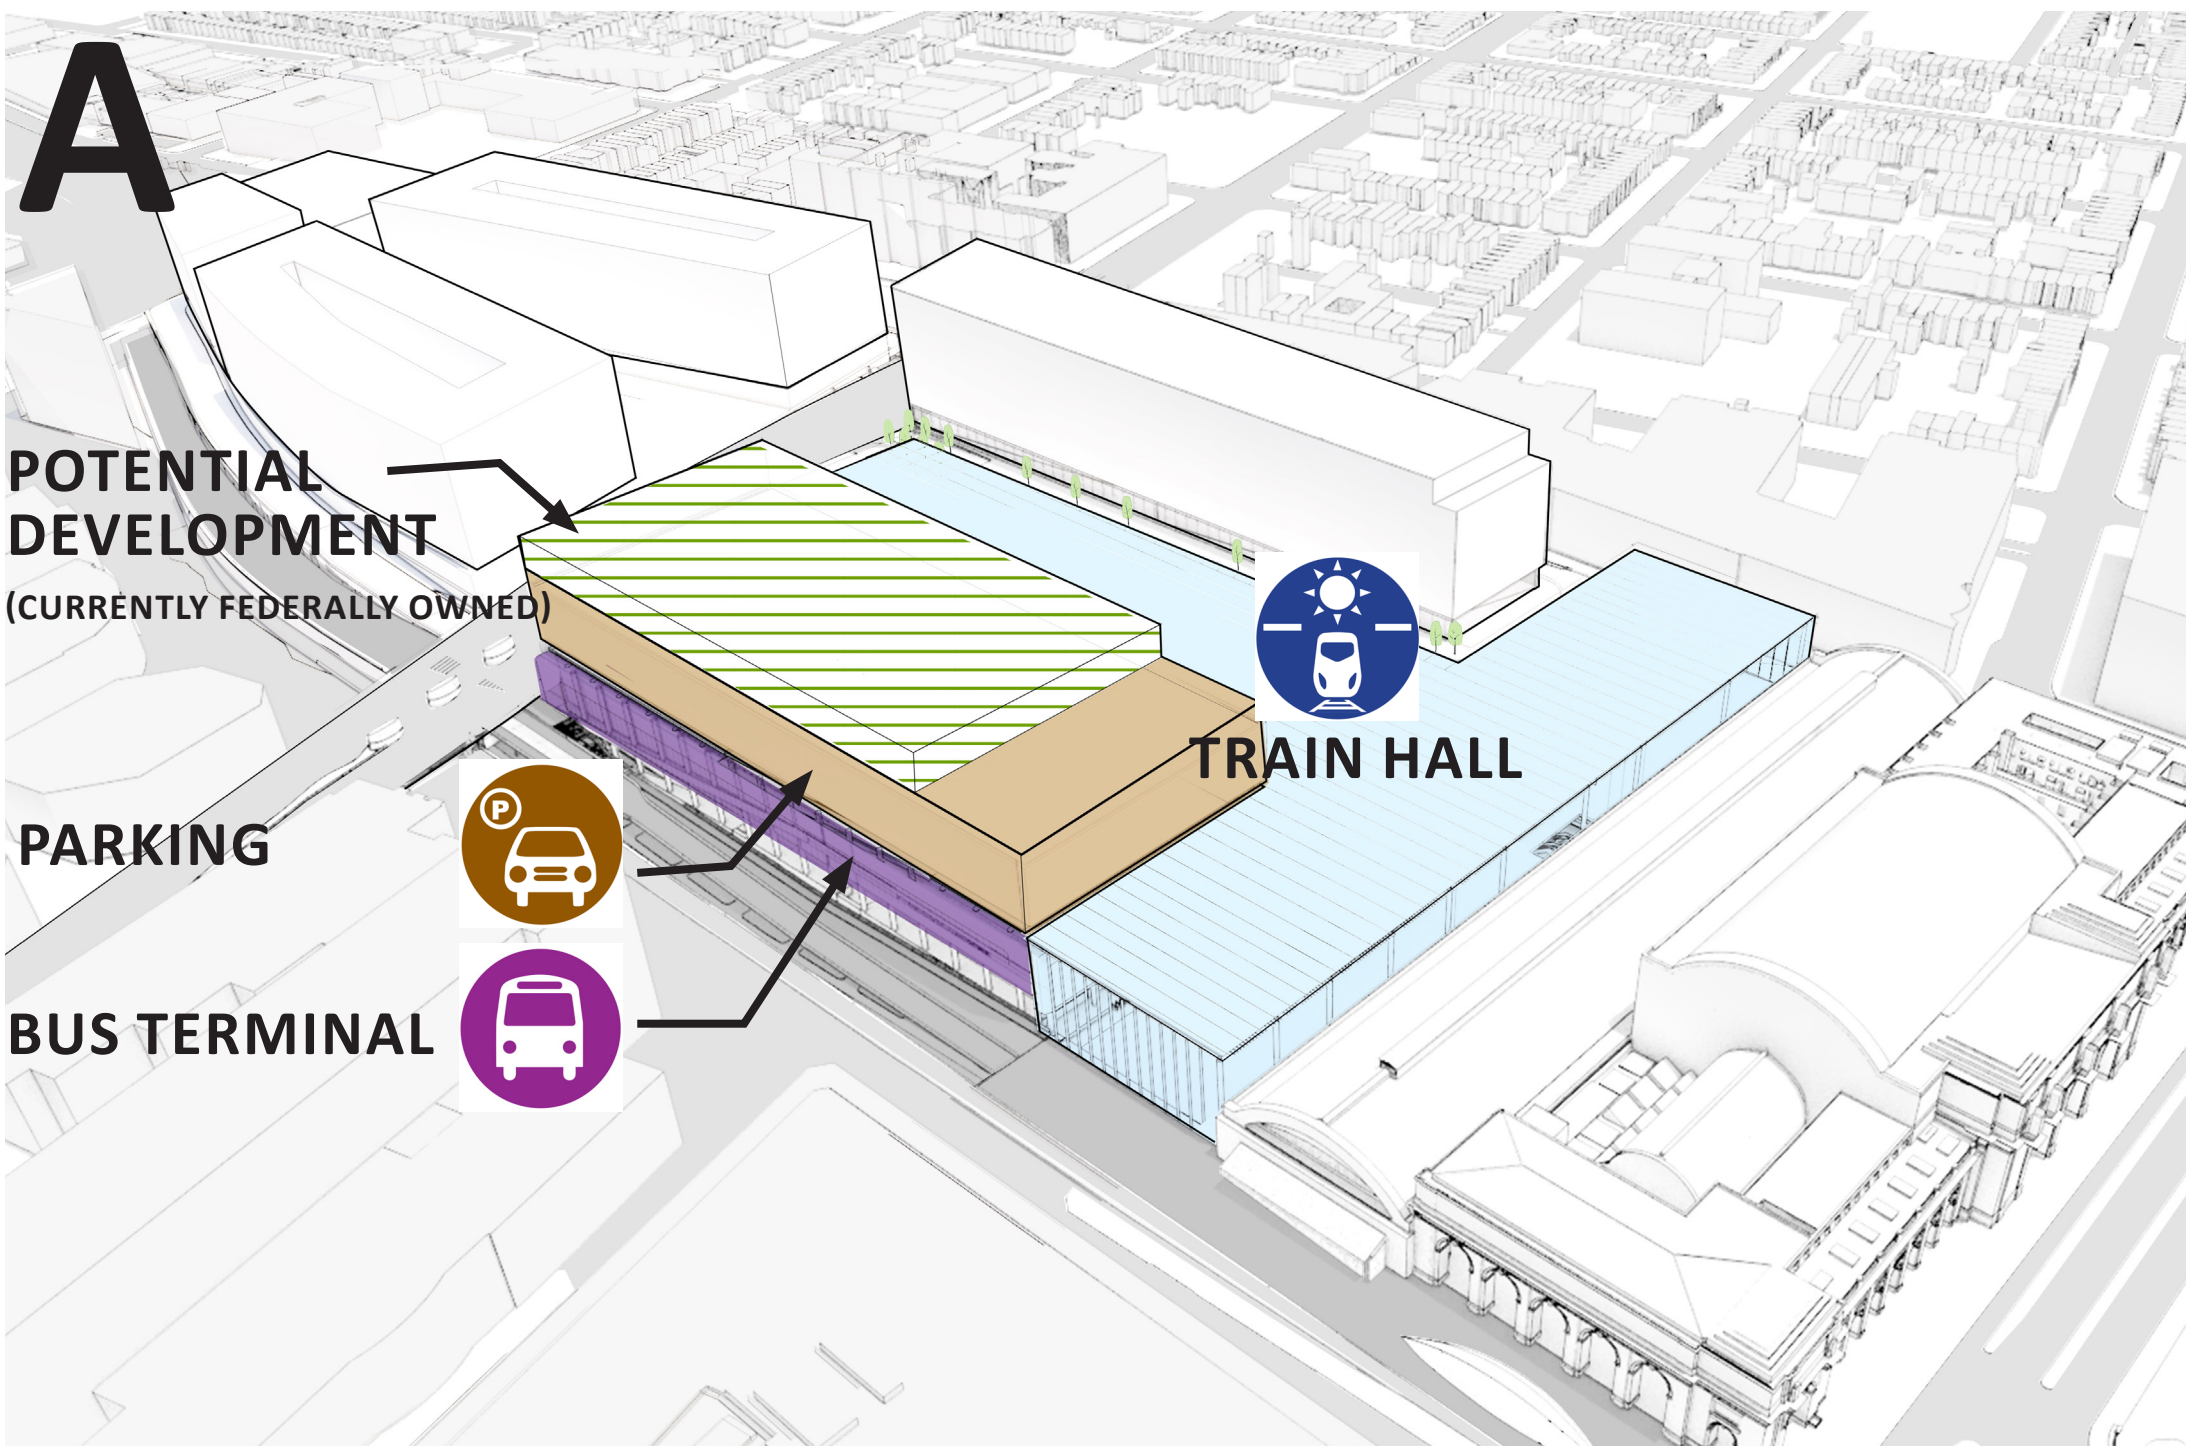 A
POTENTIAL
DEVELOPMENT
(CURRENTLY FEDERALLY OWNED)
TRAIN HALL
P
PARKING
BUS TERMINAL